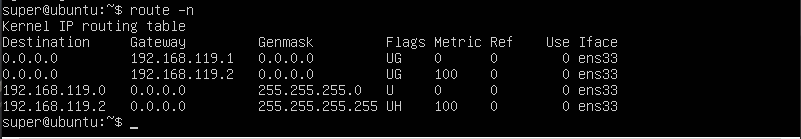 super@ubuntu:~$ route -n
Kernel IP routing table
Destination     Gateway         Genmask         Flags Metric Ref    Use Iface
0.0.0.0         192.168.119.1   0.0.0.0         UG    0      0        0 ens33
0.0.0.0         192.168.119.2   0.0.0.0         UG    100    0        0 ens33
192.168.119.0   0.0.0.0         255.255.255.0   U     0      0        0 ens33
192.168.119.2   0.0.0.0         255.255.255.255 UH    100    0        0 ens33
super@ubuntu:~$ _